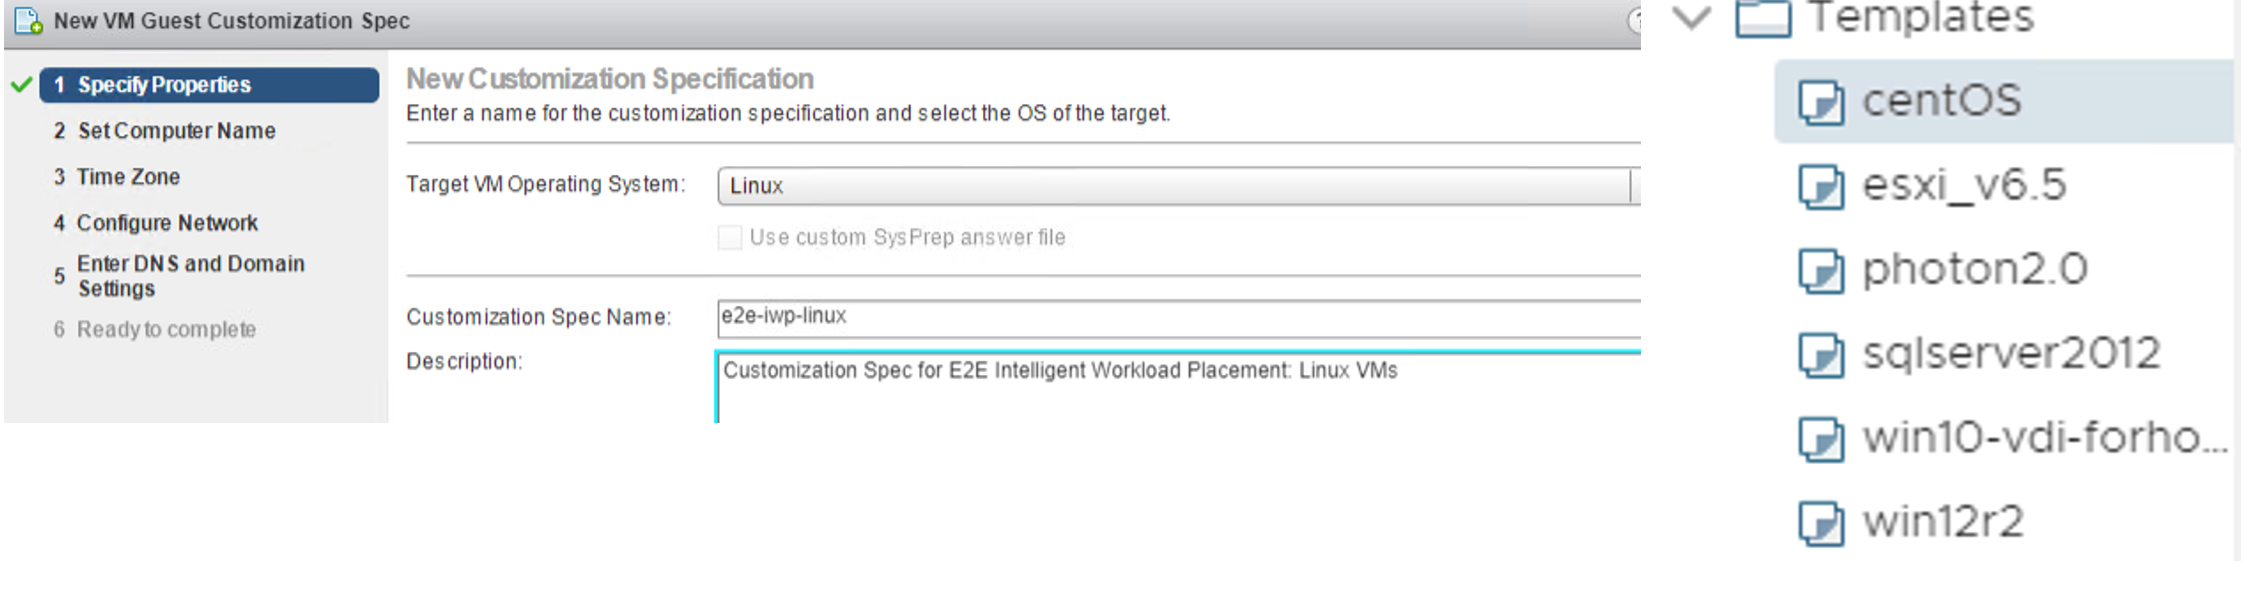 New VM Guest Customization Spec
1 Specify Properties
2 Set Computer Name
3 Time Zone
4 Configure Network
5 Enter DNS and Domain
Settings
6 Ready to complete
New Customization Specification
Enter a name for the customization specification and select the OS of the target.
Target VM Operating System:
Linux
Use custom SysPrep answer file
Customization Spec Name:
e2e-iwp-linux
Description:
Customization Spec for E2E Intelligent Workload Placement: Linux VMs
Templates
centOS
esxi_v6.5
photon2.0
sqlserver2012
win10-vdi-forho...
win12r2